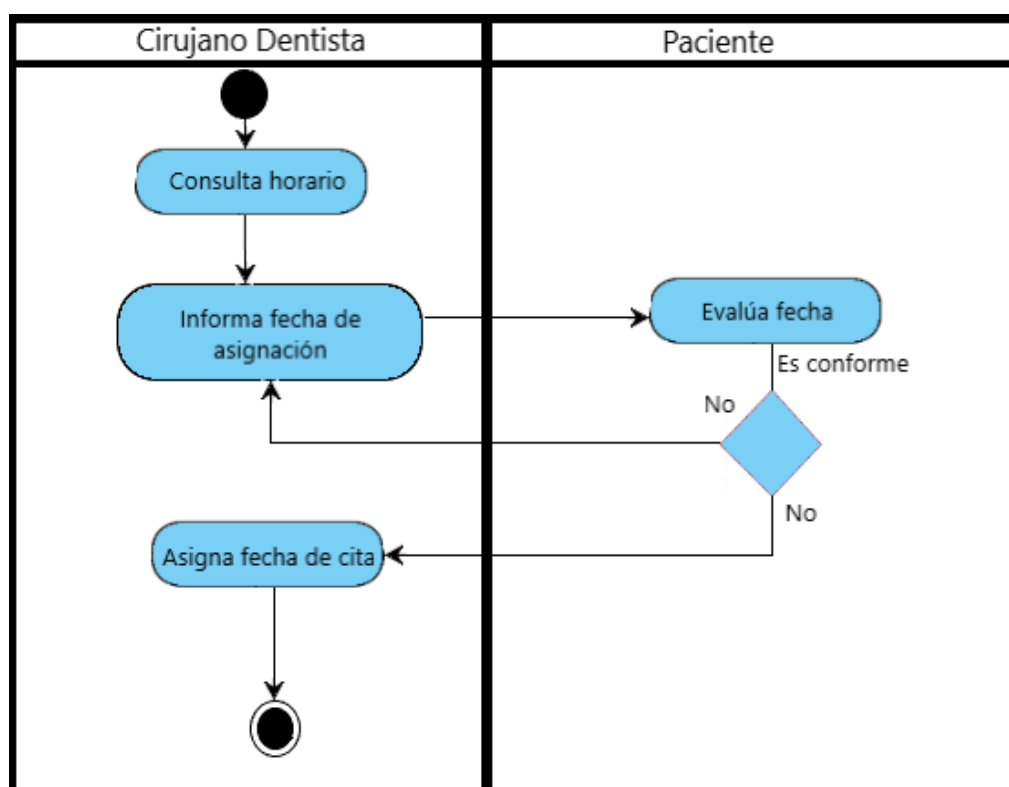 Cirujano Dentista
Paciente
Consulta horario
Informa fecha de
asignación
Evalúa fecha
Es conforme
No
No
Asigna fecha de cita